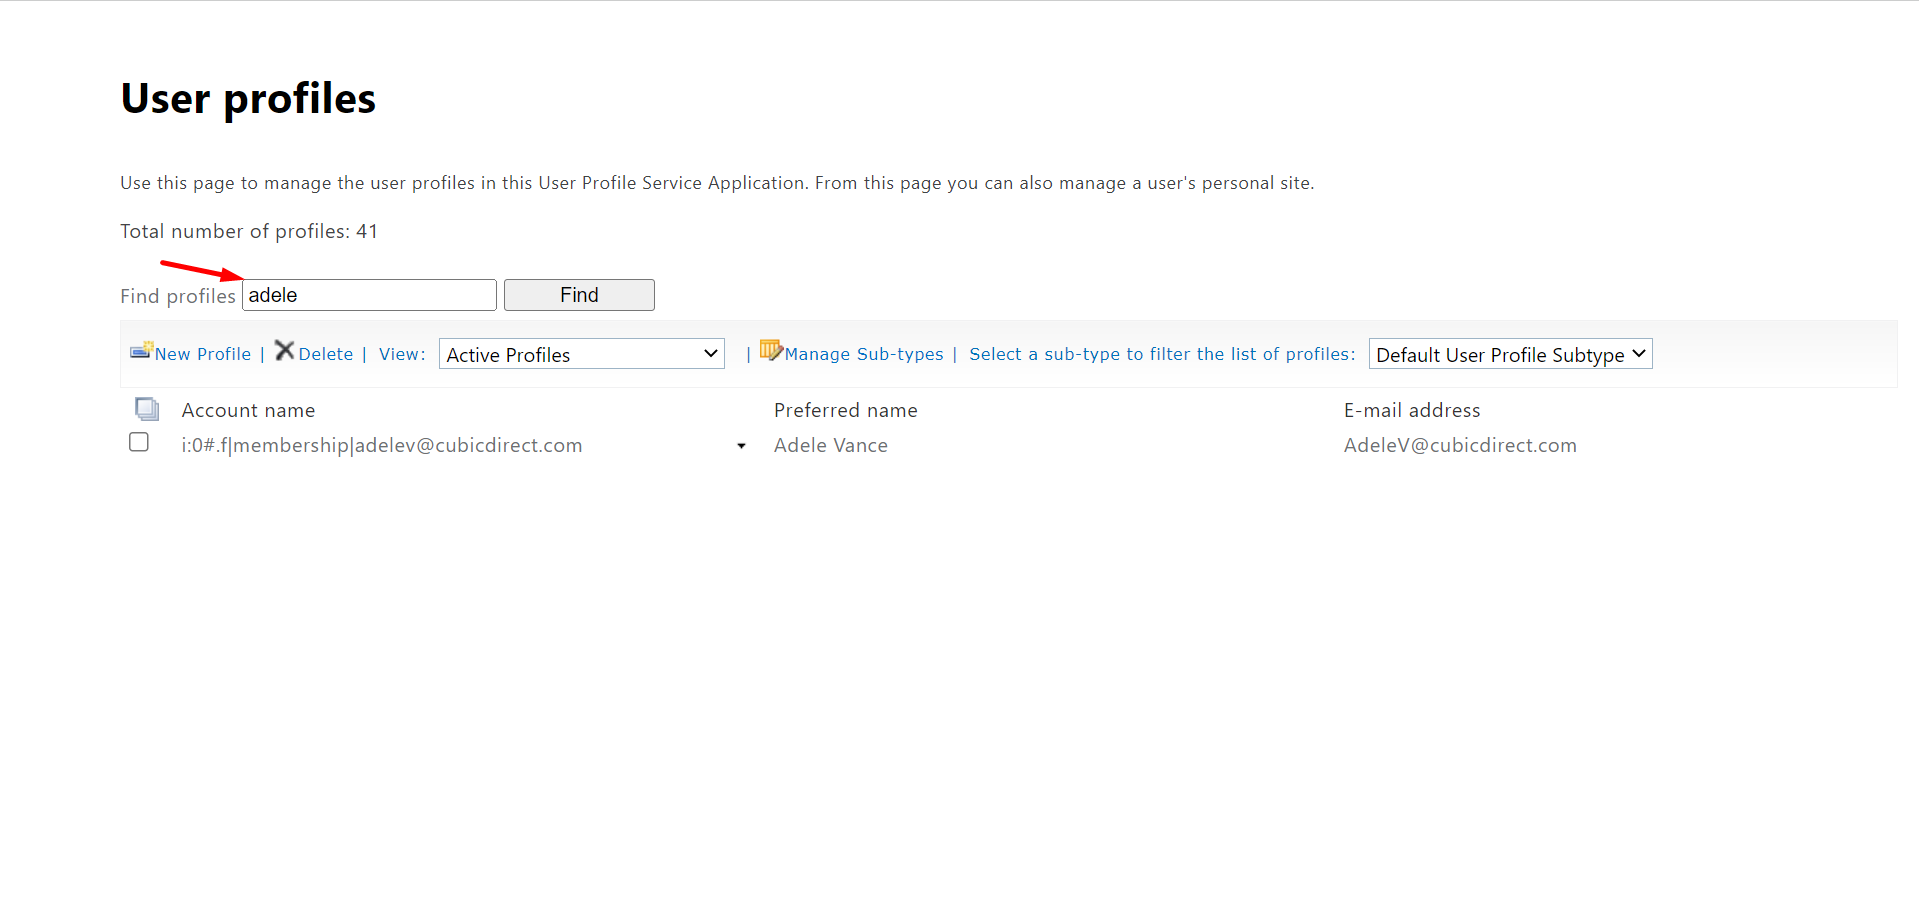 User profiles
Use this page to manage the user profiles in this User Profile Service Application. From this page you can also manage a user's personal site.
Total number of profiles: 41
Find profiles adele Find
New Profile | Delete | View: Active Profiles | Manage Sub-types | Select a sub-type to filter the list of profiles: Default User Profile Subtype
Account name Preferred name E-mail address
i:0#.f|membership|adelev@cubicdirect.com Adele Vance AdeleV@cubicdirect.com